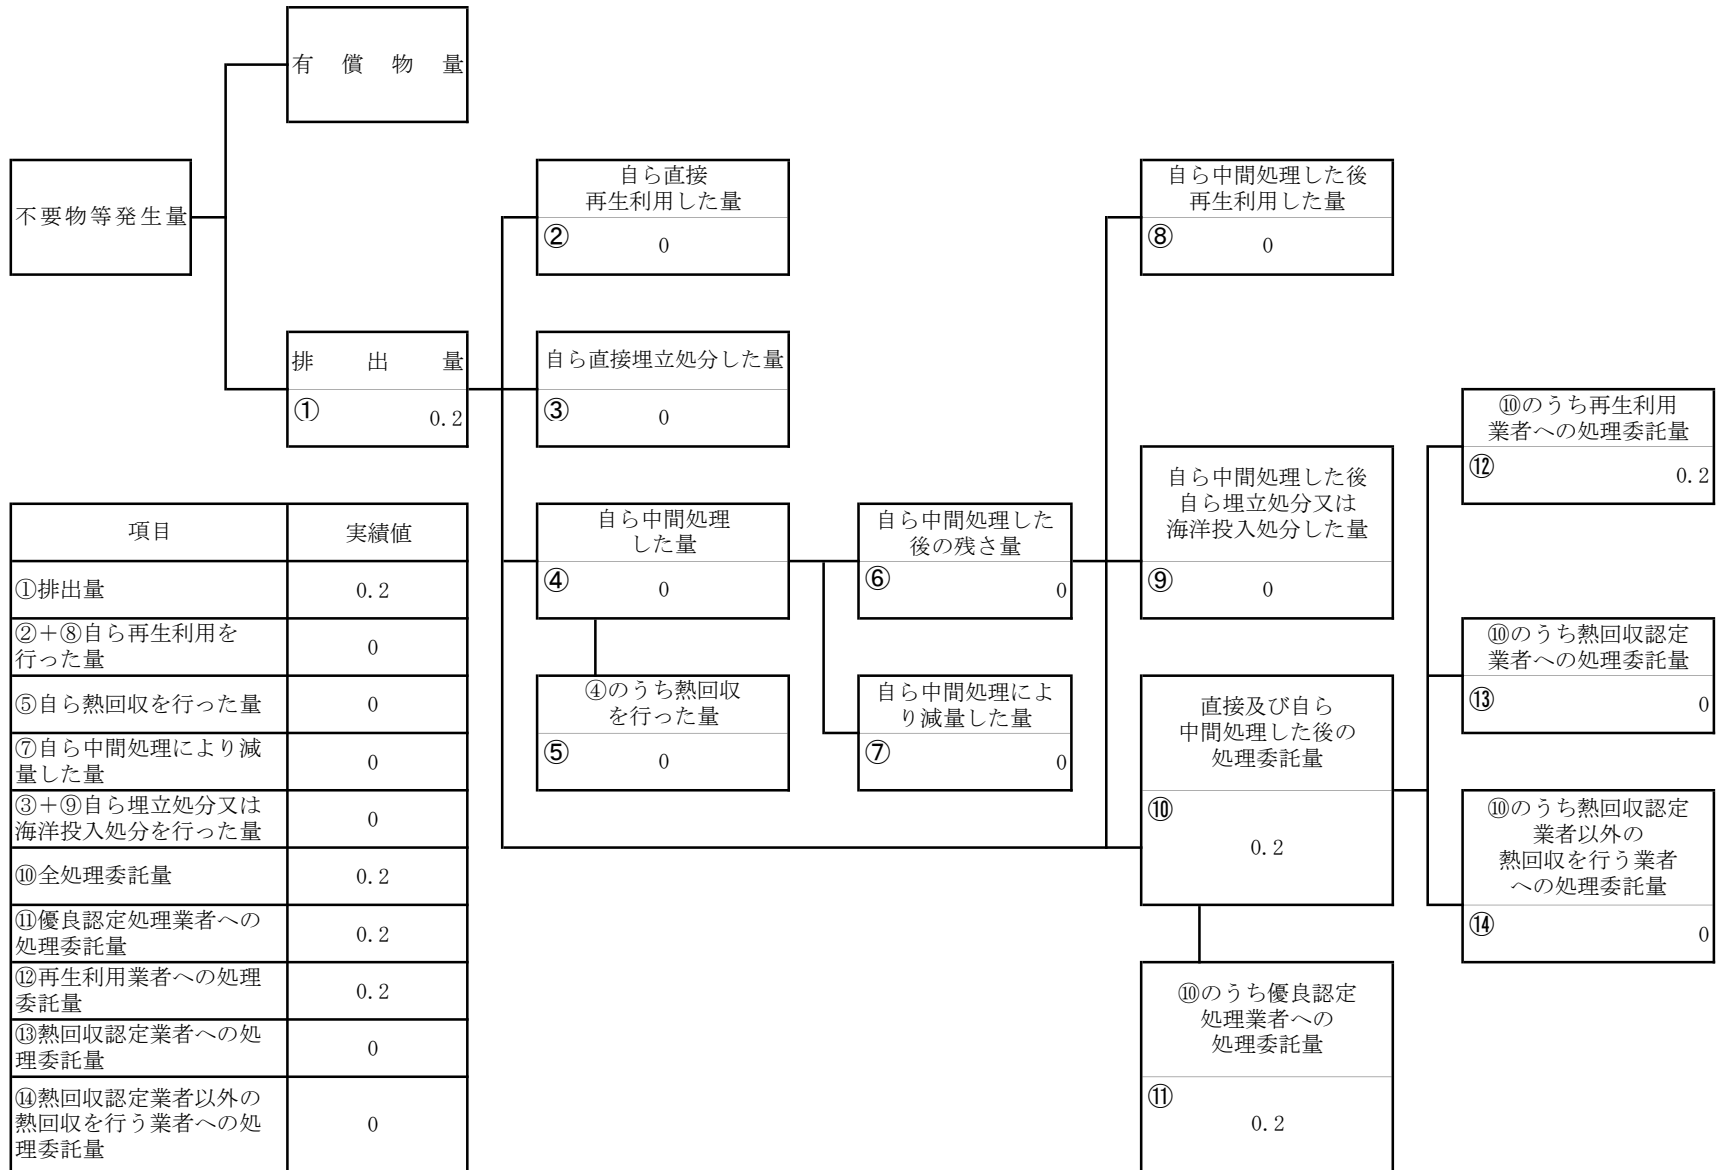 有償物量
不要物等発生量
排出量
①
0.2
自ら直接
再生利用した量
②
0
自ら直接埋立処分した量
③
0
自ら中間処理
した量
④
0
④のうち熱回収
を行った量
⑤
0
自ら中間処理した
後の残さ量
⑥
0
自ら中間処理によ
り減量した量
⑦
0
自ら中間処理した後
再生利用した量
⑧
0
自ら中間処理した後
自ら埋立処分又は
海洋投入処分した量
⑨
0
直接及び自ら
中間処理した後の
処理委託量
⑩
0.2
⑩のうち優良認定
処理業者への
処理委託量
⑪
0.2
⑩のうち再生利用
業者への処理委託量
⑫
0.2
⑩のうち熱回収認定
業者への処理委託量
⑬
0
⑩のうち熱回収認定
業者以外の
熱回収を行う業者
への処理委託量
⑭
0
項目 実績値
①排出量 0.2
②+⑧自ら再生利用を
行った量 0
⑤自ら熱回収を行った量 0
⑦自ら中間処理により減
量した量 0
③+⑨自ら埋立処分又は
海洋投入処分を行った量 0
⑩全処理委託量 0.2
⑪優良認定処理業者への
処理委託量 0.2
⑫再生利用業者への処理
委託量 0.2
⑬熱回収認定業者への処
理委託量 0
⑭熱回収認定業者以外の
熱回収を行う業者への処
理委託量 0